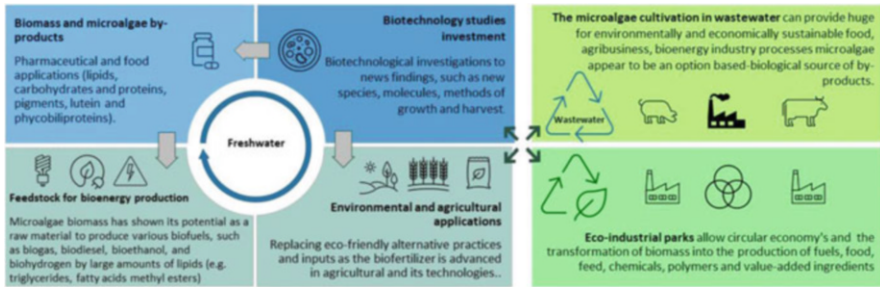 Biomass and microalgae by-
products
Pharmaceutical and food
applications (lipids,
carbohydrates and proteins,
pigments, lutein and
phycobiliproteins).
Biotechnology studies
investment
Biotechnological investigations to
news findings, such as new
species, molecules, methods of
growth and harvest.
Freshwater
Feedstock for bioenergy production
Microalgae biomass has shown its potential as a
raw material to produce various biofuels, such
as biogas, biodiesel, bioethanol, and
biohydrogen by large amounts of lipids (e.g.
triglycerides, fatty acids methyl esters)
Environmental and agricultural
applications
Replacing eco-friendly alternative practices
and inputs as the biofertilizer is advanced
in agricultural and its technologies..
The microalgae cultivation in wastewater can provide huge
for environmentally and economically sustainable food,
agribusiness, bioenergy industry processes microalgae
appear to be an option based-biological source of by-
products.
Wastewater
Eco-industrial parks allow circular economy's and the
transformation of biomass into the production of fuels, food,
feed, chemicals, polymers and value-added ingredients